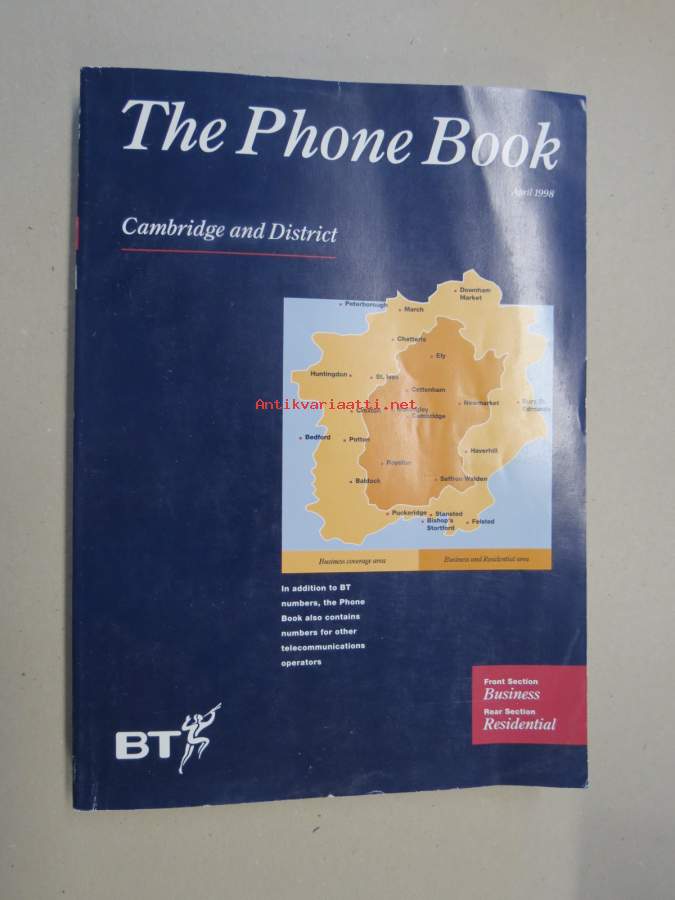 The Phone Book
April 1998
Cambridge and District
Downham
Market
Peterborough
March
Chatteris
Ely
Huntingdon
St. Ives
Cottenham
Antikvariaatti.net
Newmarket
Bury St.
Edmunds
Cambridge
Bedford
Potton
Haverhill
Royston
Baldock
Saffron Walden
Puckeridge
Stansted
Bishop's
Stortford
Felsted
Business coverage area
Business and Residential area
In addition to BT
numbers, the Phone
Book also contains
numbers for other
telecommunications
operators
Front Section
Business
Rear Section
Residential
BT